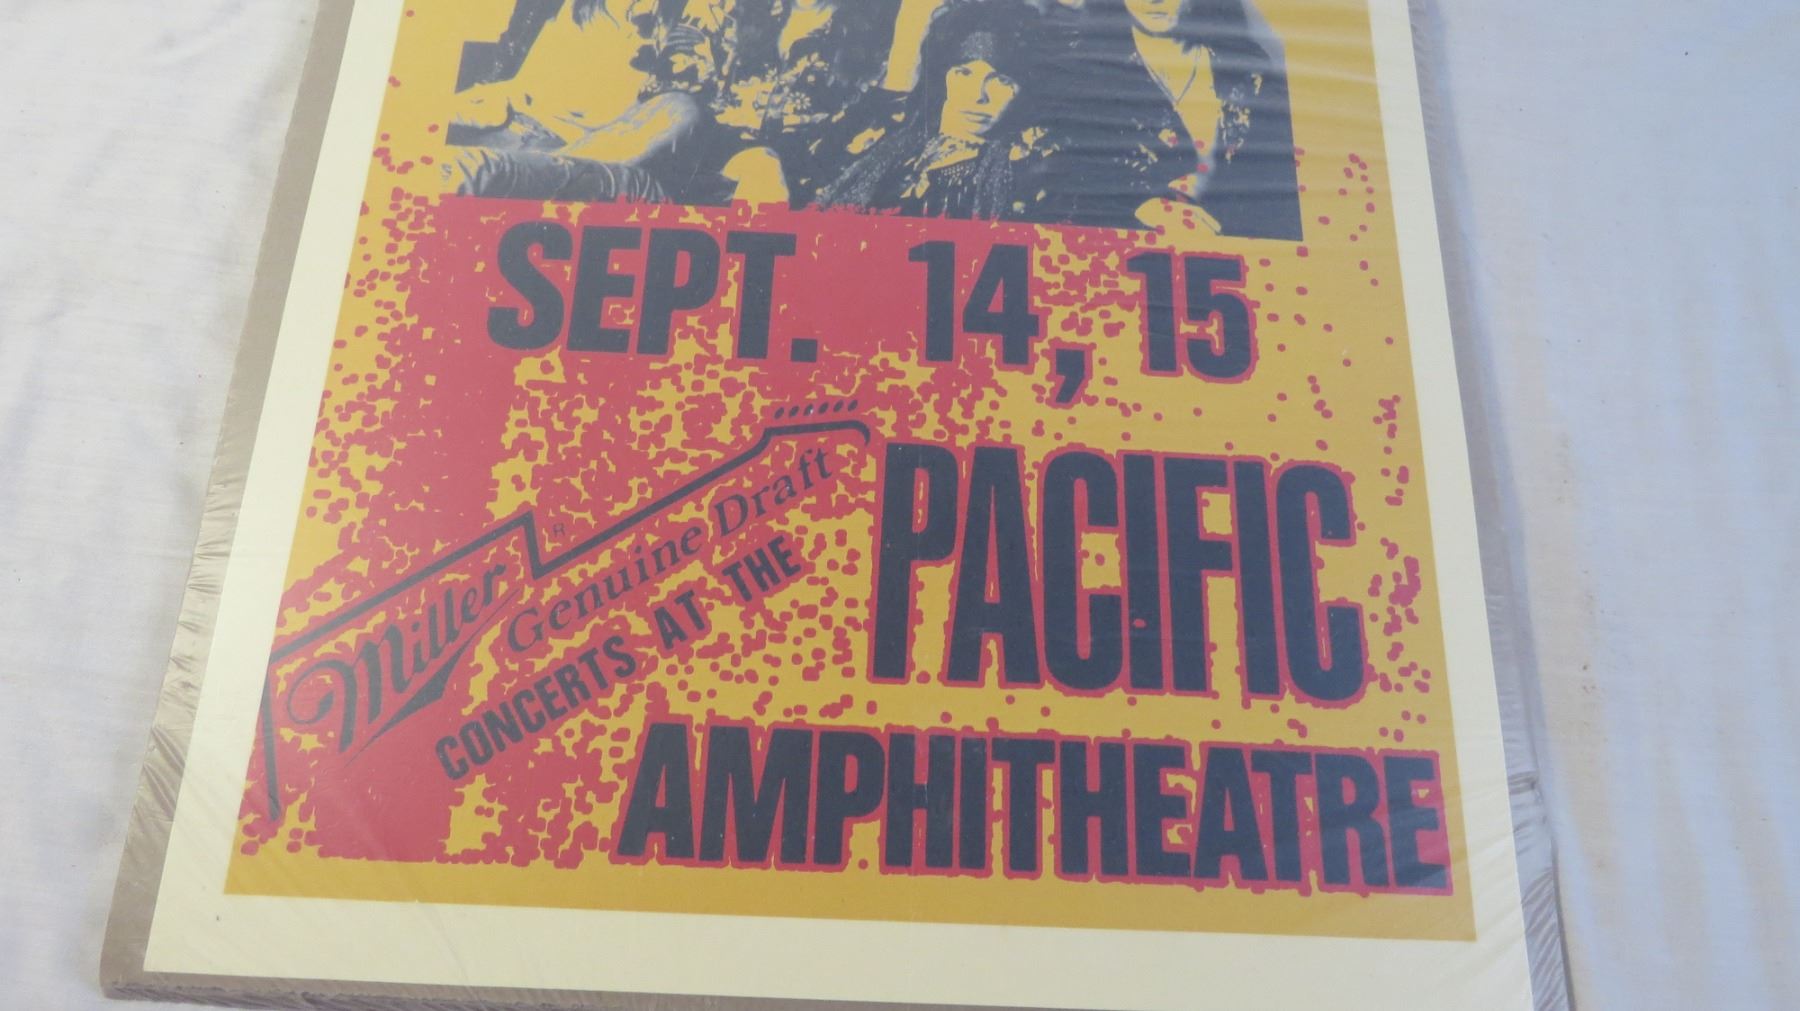 SEPT. 14, 15
Miller®
Genuine Draft
CONCERTS AT THE
PACIFIC
AMPHITHEATRE